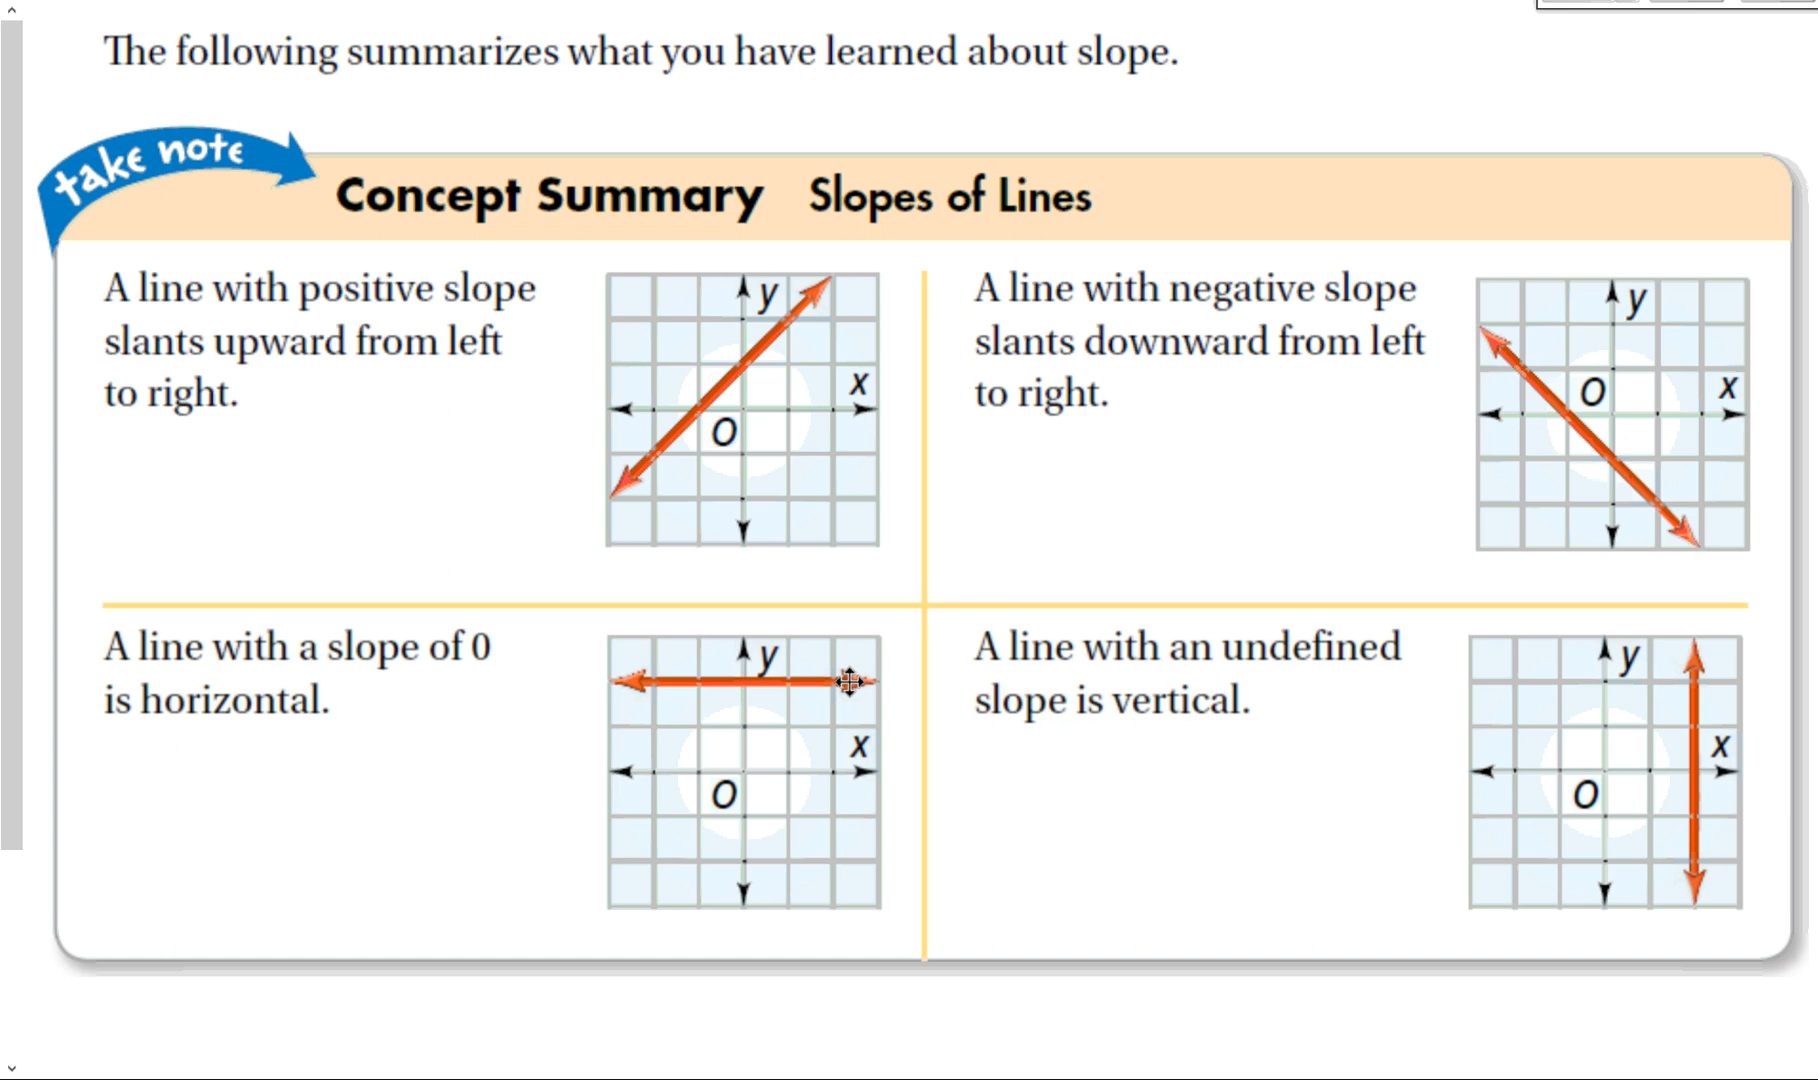 The following summarizes what you have learned about slope.
take note
Concept Summary Slopes of Lines
A line with positive slope
slants upward from left
to right.
y
x
O
A line with negative slope
slants downward from left
to right.
y
O
x
A line with a slope of 0
is horizontal.
y
x
O
A line with an undefined
slope is vertical.
y
x
O